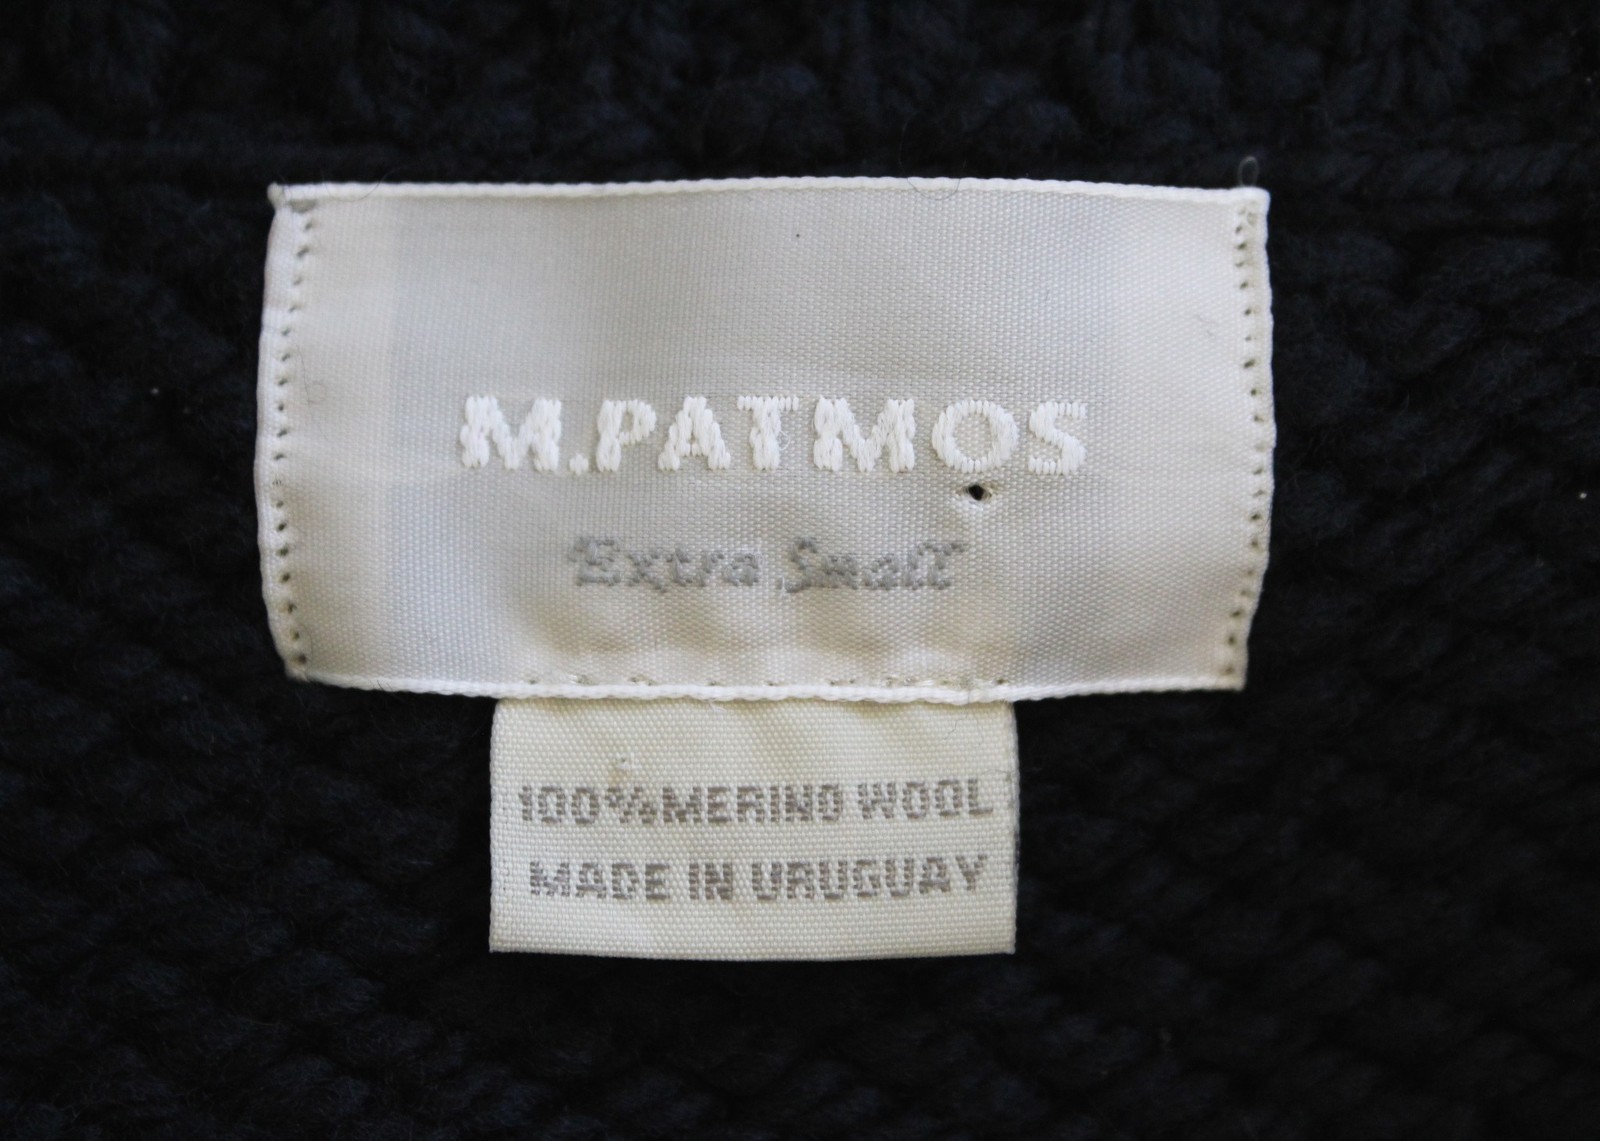 M.PATMOS
Extra Small
100%MERINO WOOL
MADE IN URUGUAY